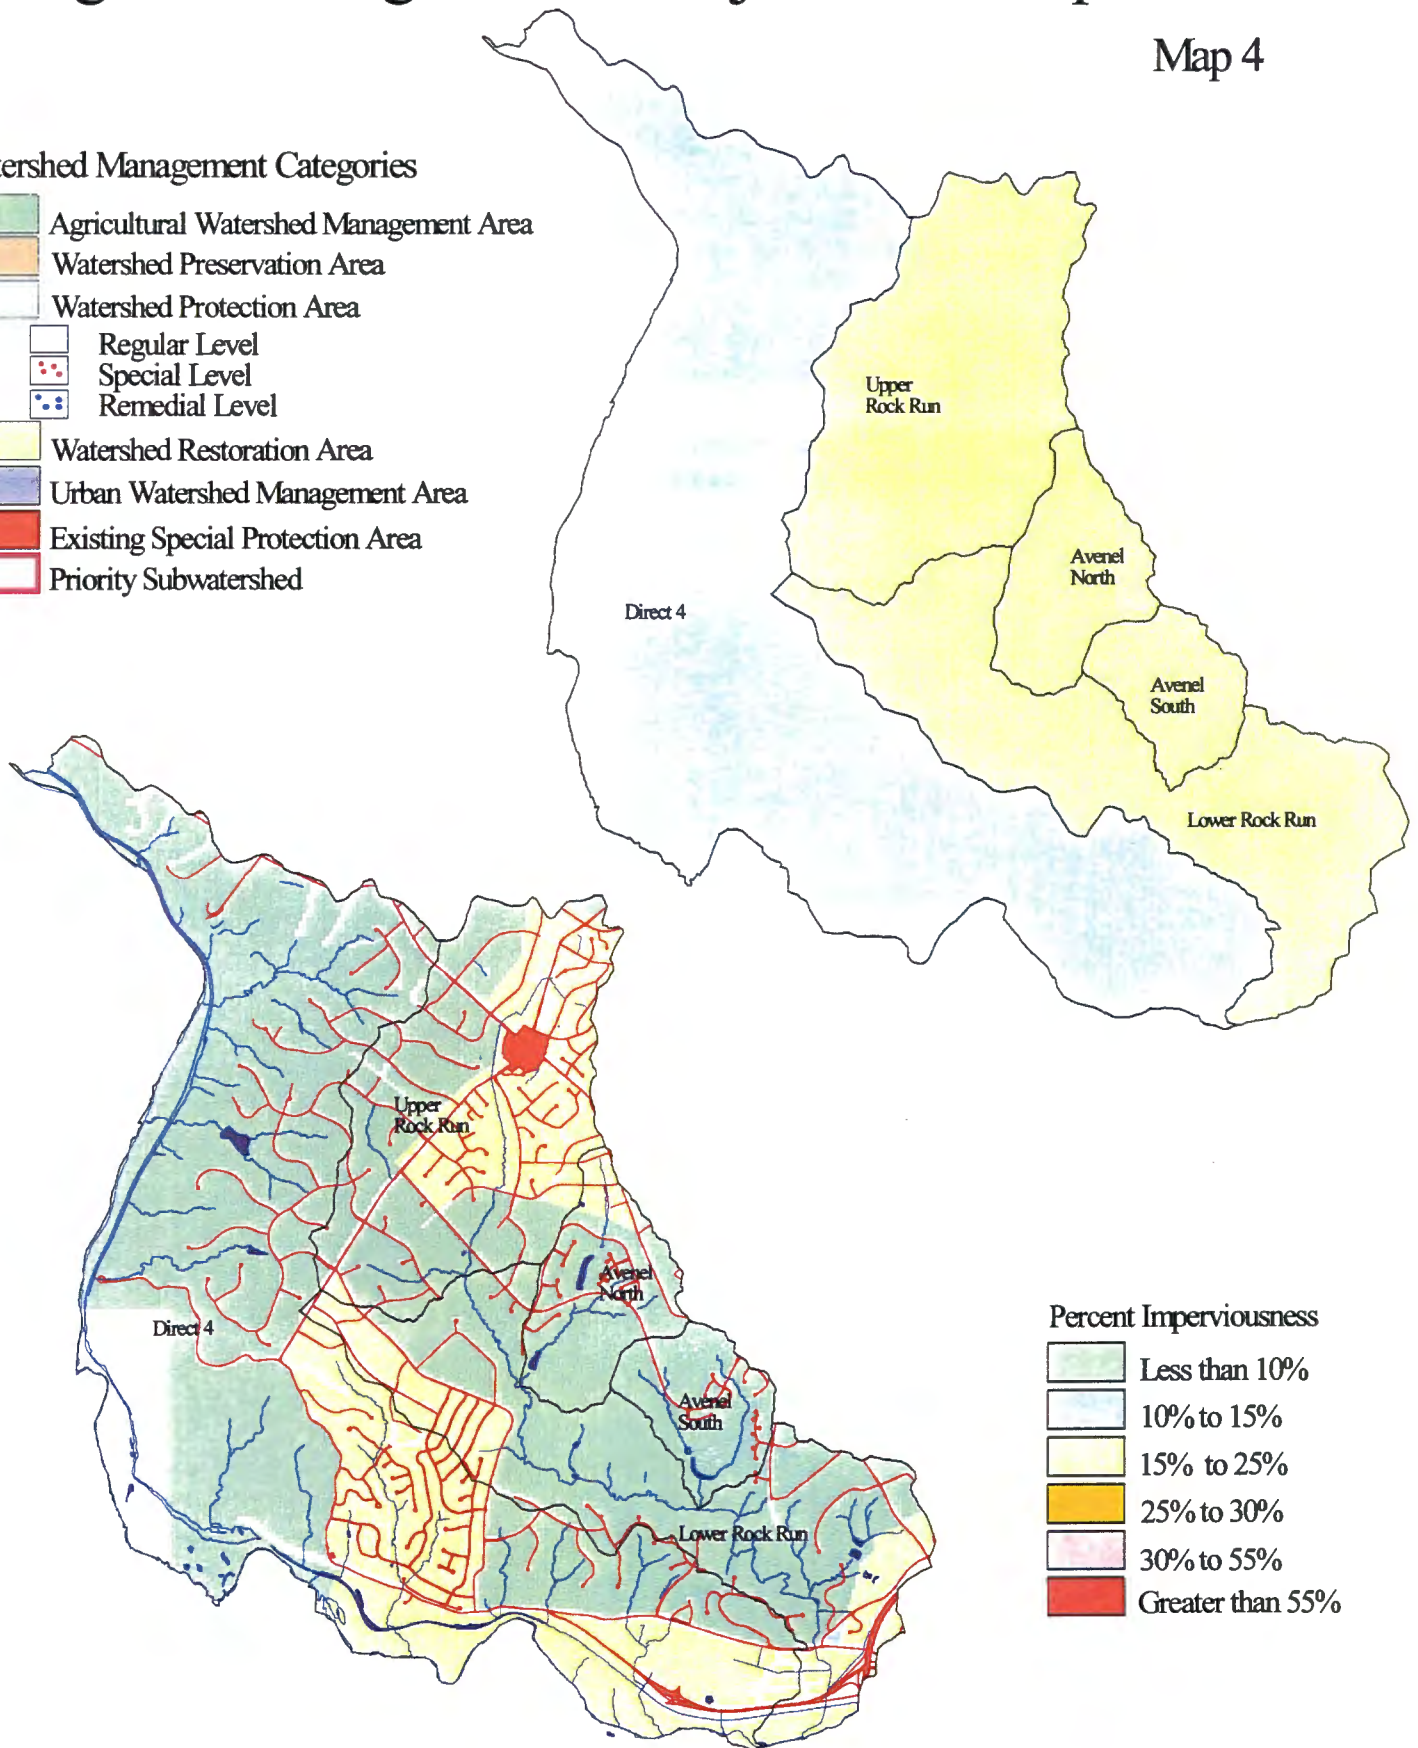 Map 4
Watershed Management Categories
Agricultural Watershed Management Area
Watershed Preservation Area
Watershed Protection Area
Regular Level
Special Level
Remedial Level
Watershed Restoration Area
Urban Watershed Management Area
Existing Special Protection Area
Priority Subwatershed
Upper
Rock Run
Avenel
North
Direct 4
Avenel
South
Lower Rock Run
Upper
Rock Run
Avenel
North
Direct 4
Avenel
South
Lower Rock Run
Percent Imperviousness
Less than 10%
10% to 15%
15% to 25%
25% to 30%
30% to 55%
Greater than 55%